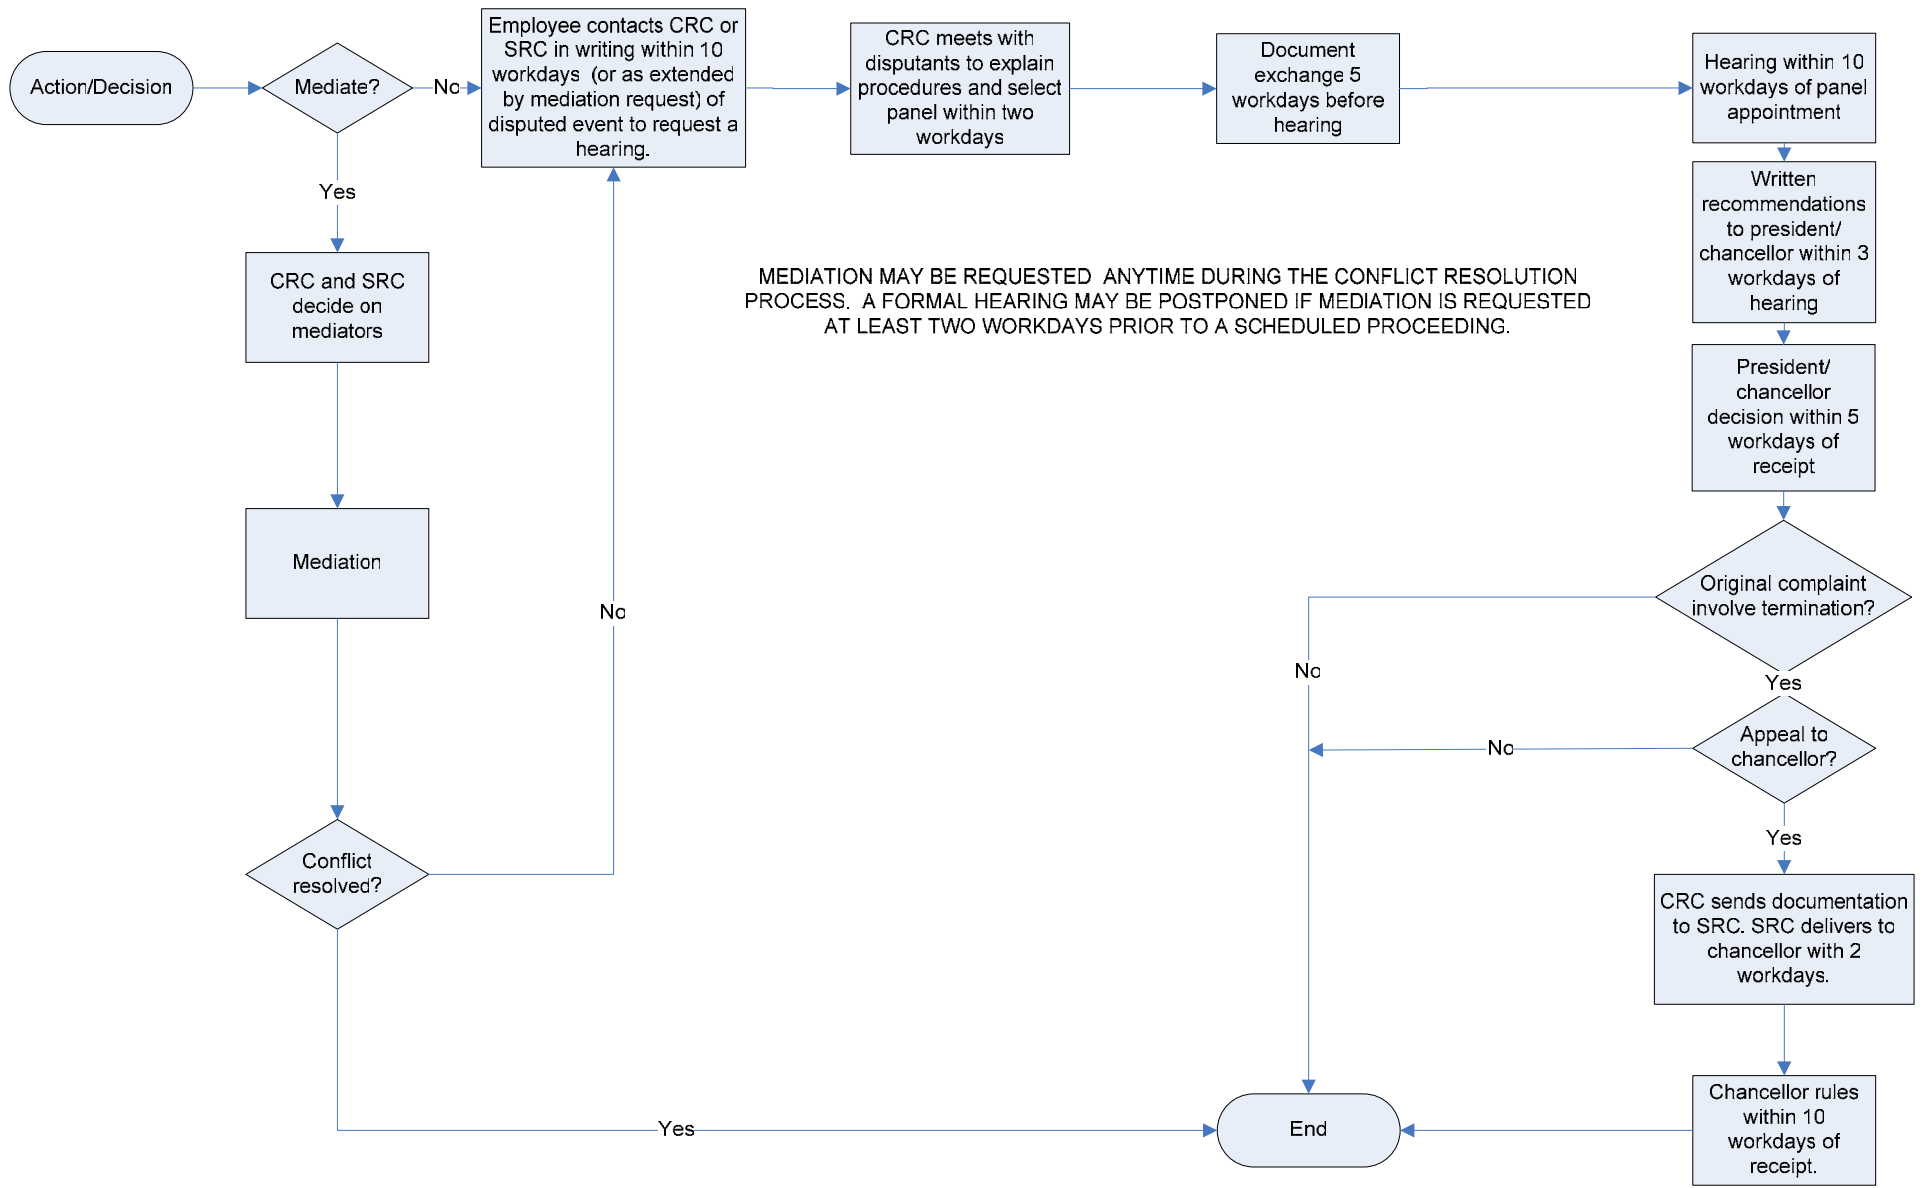 Action/Decision
Mediate?
No
Employee contacts CRC or
SRC in writing within 10
workdays (or as extended
by mediation request) of
disputed event to request a
hearing.
CRC meets with
disputants to explain
procedures and select
panel within two
workdays
Document
exchange 5
workdays before
hearing
Hearing within 10
workdays of panel
appointment
Written
recommendations
to president/
chancellor within 3
workdays of
hearing
Yes
CRC and SRC
decide on
mediators
MEDIATION MAY BE REQUESTED ANYTIME DURING THE CONFLICT RESOLUTION
PROCESS. A FORMAL HEARING MAY BE POSTPONED IF MEDIATION IS REQUESTED
AT LEAST TWO WORKDAYS PRIOR TO A SCHEDULED PROCEEDING.
President/
chancellor
decision within 5
workdays of
receipt
Mediation
No
Original complaint
involve termination?
No
Yes
Appeal to
chancellor?
No
Yes
Conflict
resolved?
CRC sends documentation
to SRC. SRC delivers to
chancellor with 2
workdays.
Yes
End
Chancellor rules
within 10
workdays of
receipt.